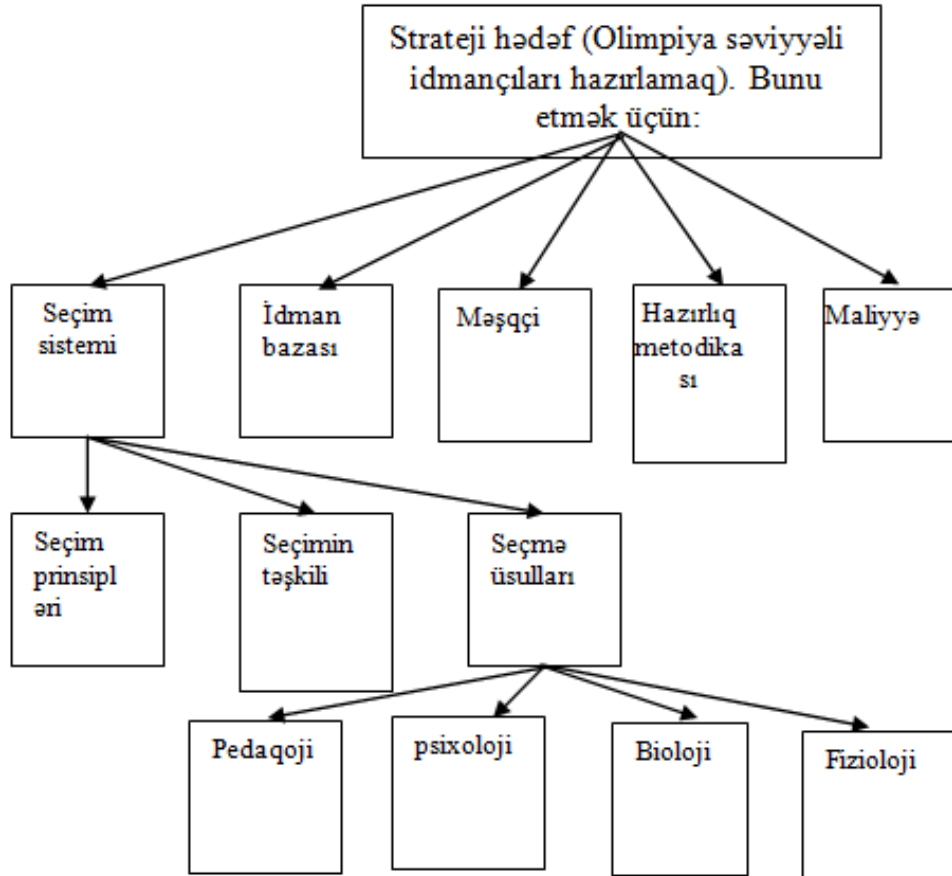 Strateji hədəf (Olimpiya səviyyəli
idmançıları hazırlamaq). Bunu
etmək üçün:
Seçim
sistemi
İdman
bazası
Məşqçi
Hazırlıq
metodika
sı
Maliyyə
Seçim
prinsipl
əri
Seçimin
təşkili
Seçmə
üsulları
Pedaqoji
psixoloji
Bioloji
Fizioloji